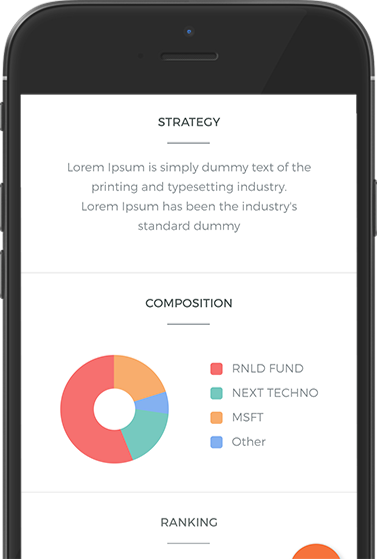 STRATEGY
Lorem Ipsum is simply dummy text of the
printing and typesetting industry.
Lorem Ipsum has been the industry's
standard dummy
COMPOSITION
RNLD FUND
NEXT TECHNO
MSFT
Other
RANKING